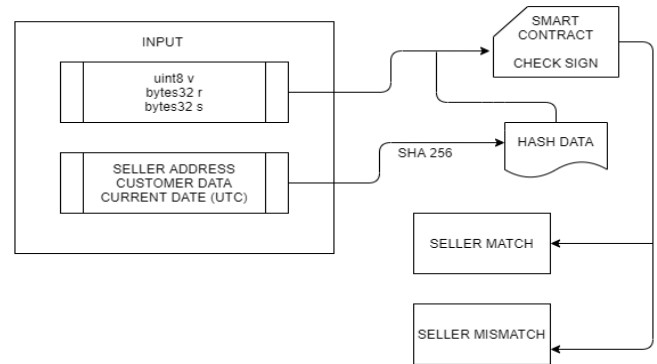 INPUT
uint8 v
bytes32 r
bytes32 s
SELLER ADDRESS
CUSTOMER DATA
CURRENT DATE (UTC)
SHA 256
SMART
CONTRACT
CHECK SIGN
HASH DATA
SELLER MATCH
SELLER MISMATCH